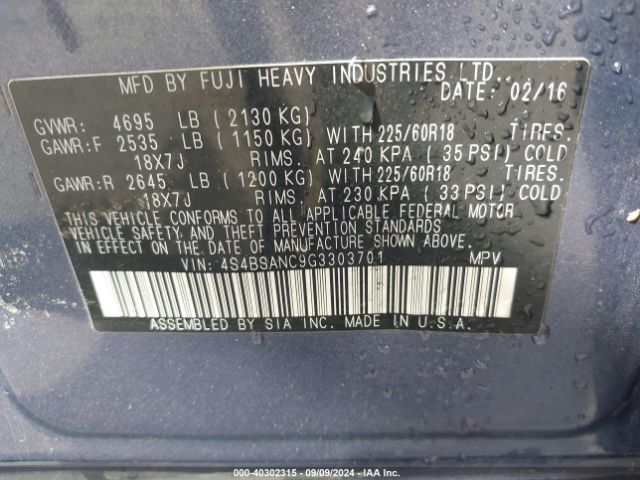 MFD BY FUJI HEAVY INDUSTRIES LTD.
DATE: 02/16
GVWR: 4695 LB (2130 KG)
GAWR:F 2535 LB (1150 KG) WITH 225/60R18 TIRES.
18X7J RIMS. AT 240 KPA (35 PSI) COLD
GAWR:R 2645 LB (1200 KG) WITH 225/60R18 TIRES.
18X7J RIMS. AT 230 KPA (33 PSI) COLD
THIS VEHICLE CONFORMS TO ALL APPLICABLE FEDERAL MOTOR
VEHICLE SAFETY AND THEFT PREVENTION STANDARDS
IN EFFECT ON THE DATE OF MANUFACTURE SHOWN ABOVE.
VIN: 4S4BSANC9G3303701 MPV
ASSEMBLED BY SIA INC. MADE IN U.S.A.
000-40302315 - 09/09/2024 - IAA Inc.